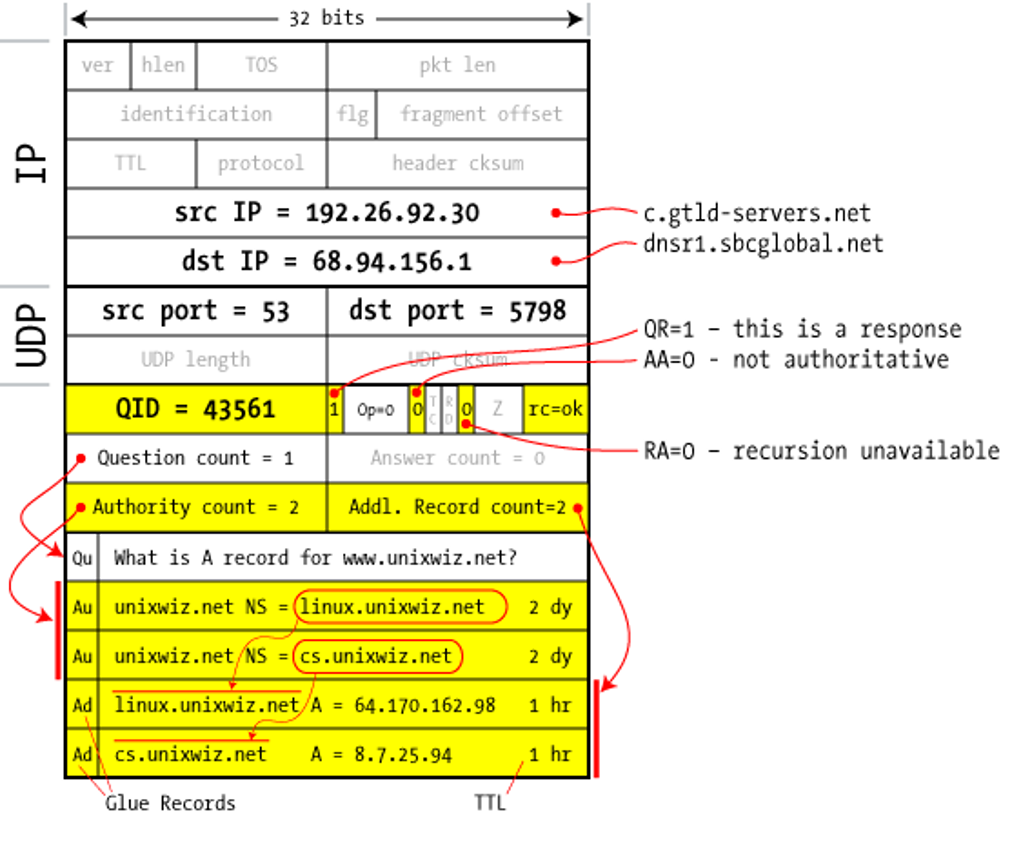 32 bits
IP
ver hlen TOS pkt len
identification flg fragment offset
TTL protocol header cksum
src IP = 192.26.92.30
c.gtld-servers.net
dst IP = 68.94.156.1
dnsr1.sbcglobal.net
UDP
src port = 53 dst port = 5798
QR=1 – this is a response
UDP length UDP cksum
AA=0 - not authoritative
QID = 43561 1 Op=0 0 TC RD 0 Z rc=ok
RA=0 – recursion unavailable
Question count = 1 Answer count = 0
Authority count = 2 Addl. Record count=2
Qu What is A record for www.unixwiz.net?
Au unixwiz.net NS = linux.unixwiz.net 2 dy
Au unixwiz.net NS = cs.unixwiz.net 2 dy
Ad linux.unixwiz.net A = 64.170.162.98 1 hr
Ad cs.unixwiz.net A = 8.7.25.94 1 hr
Glue Records TTL